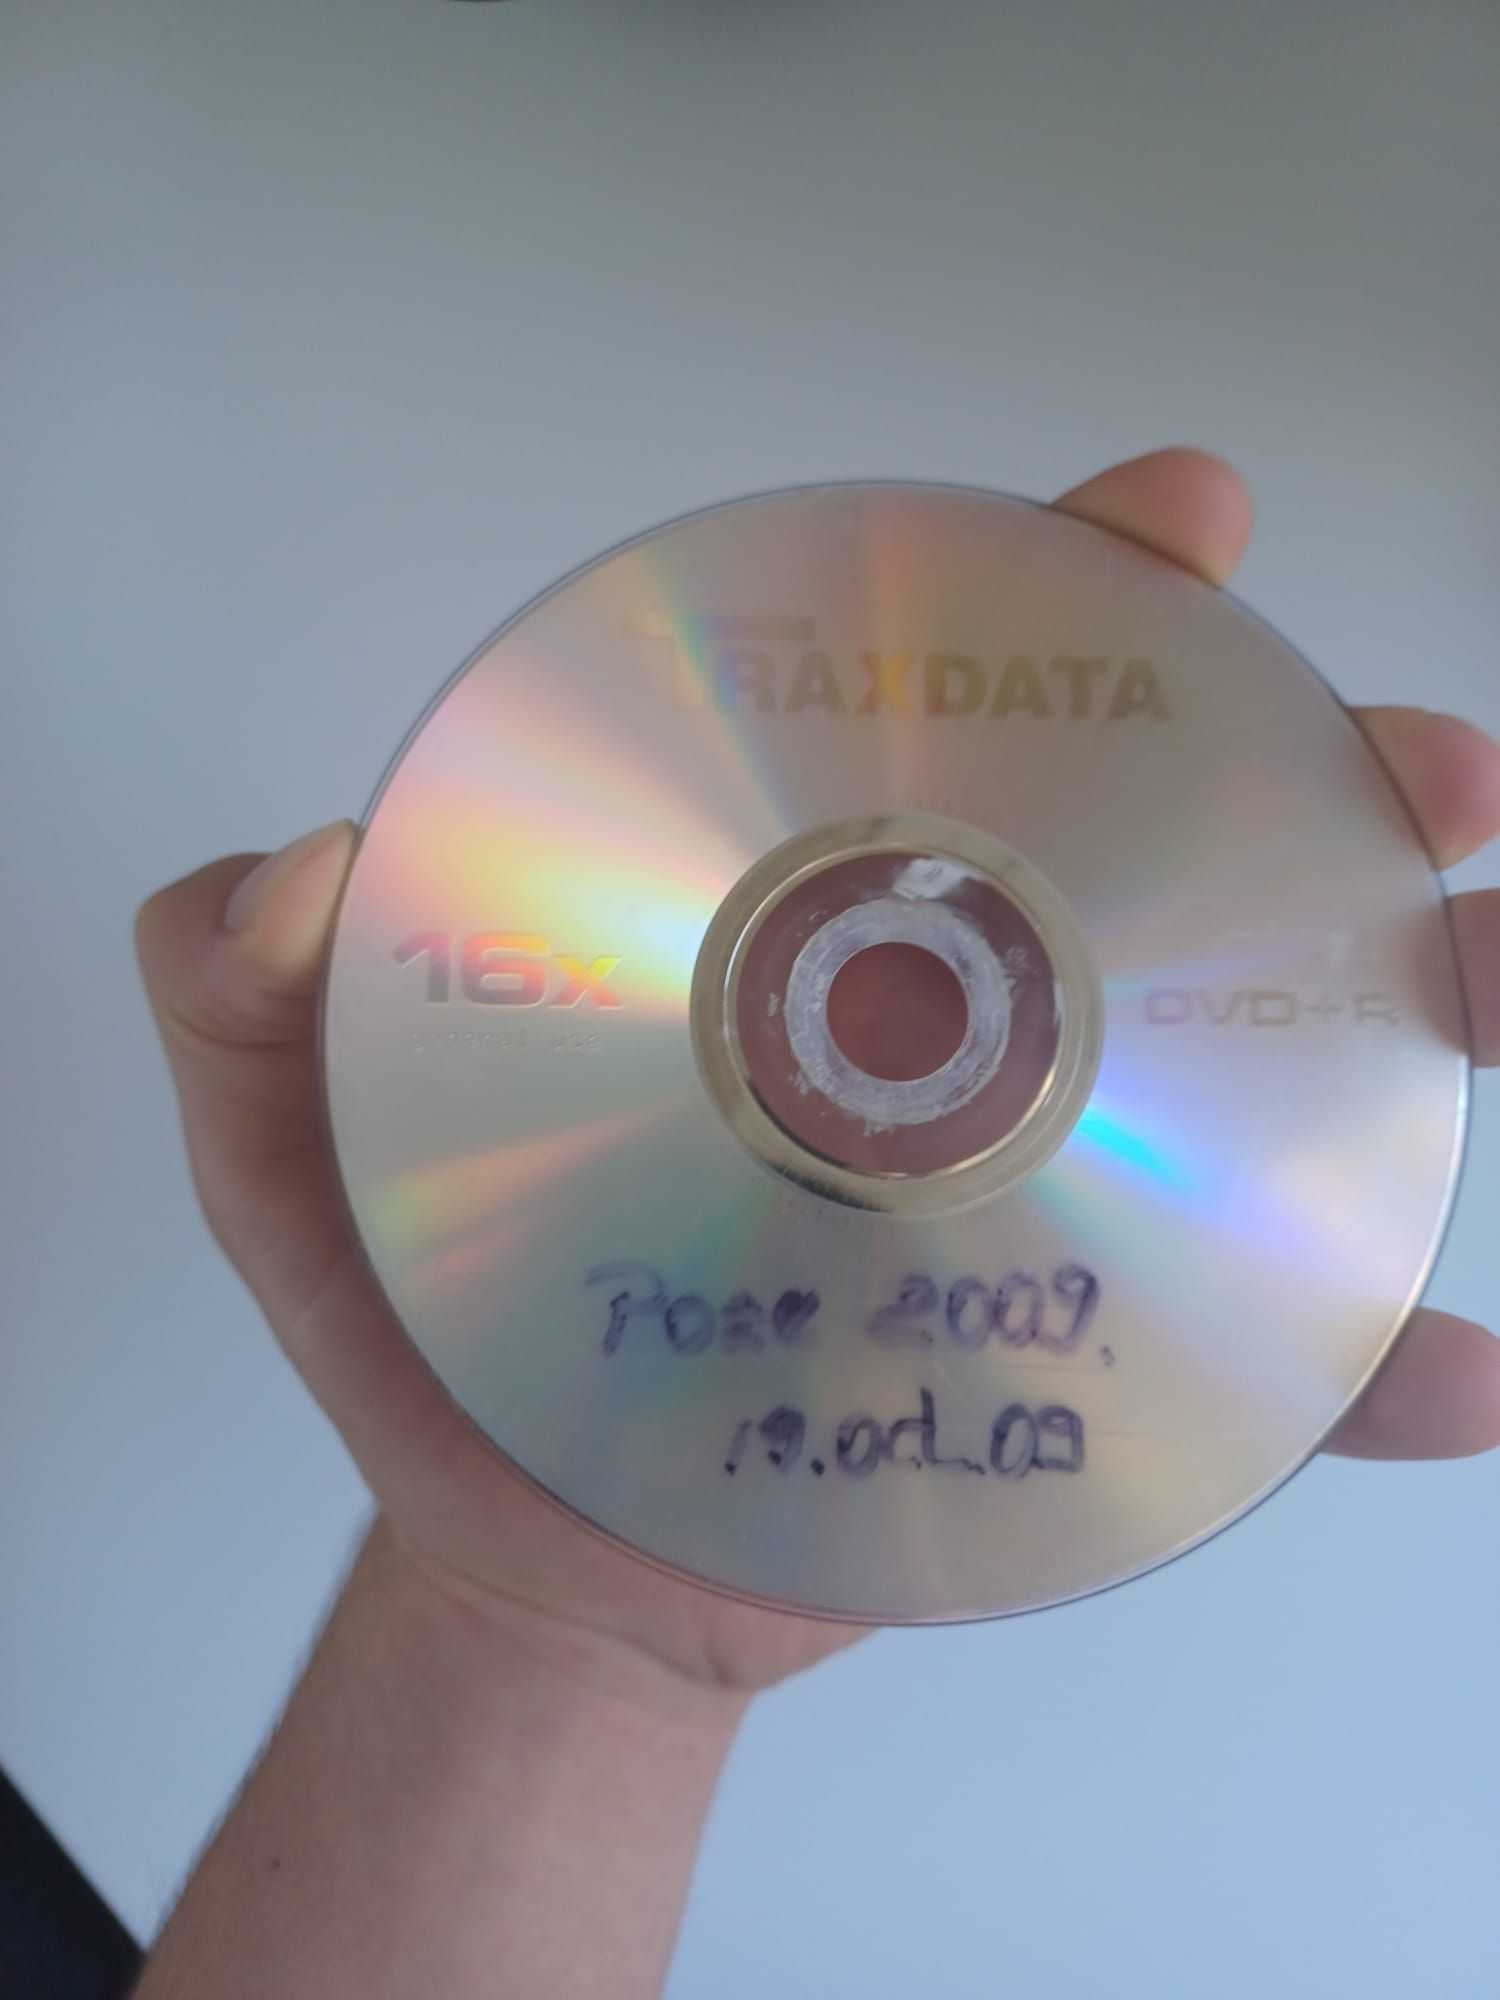 TRAXDATA
16x
DVD+R
Poze 2009.
19.oct.09